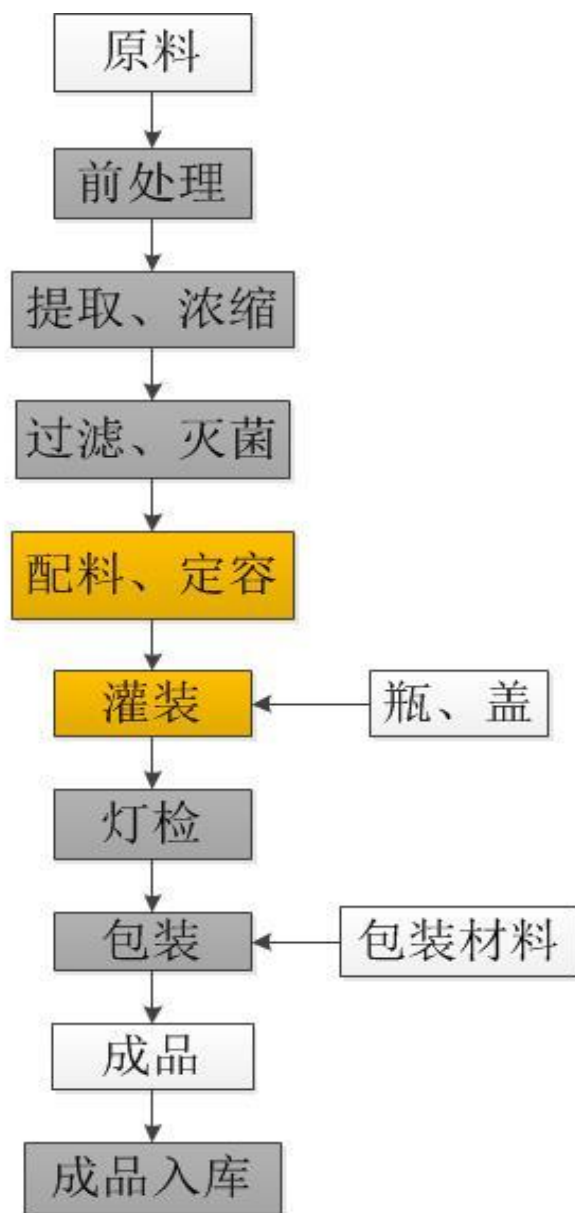 原料
前处理
提取、浓缩
过滤、灭菌
配料、定容
灌装
瓶、盖
灯检
包装
包装材料
成品
成品入库